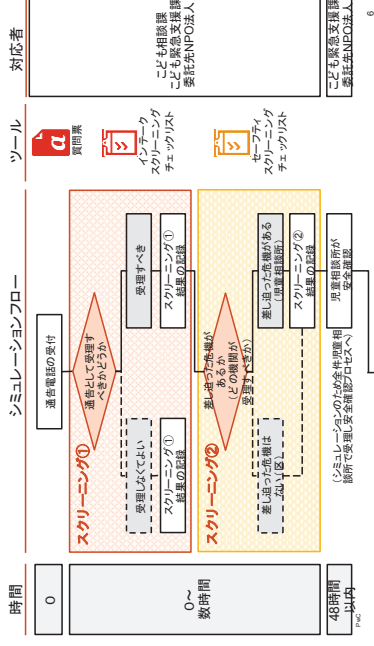 時間
シミュレーションフロー
ツール
対応者
0
通告電話の受付
スクリーニング①
通告として受理す
べきかどうか
受理しなくてよい
受理すべき
スクリーニング①
結果の記録
スクリーニング①
結果の記録
a
質問票
インテーク
スクリーニング
チェックリスト
0~
数時間
スクリーニング②
差し迫った危機が
あるか
(どの機関が
受理すべきか)
差し迫った危機は
ない(区)
差し迫った危機がある
(児童相談所)
スクリーニング②
結果の記録
セーフティ
スクリーニング
チェックリスト
こども相談課
こども緊急支援課
委託先NPO法人
48時間
以内
(シミュレーションのため全件児童相
談所で受理し安全確認プロセスへ)
児童相談所が
安全確認
こども緊急支援課
委託先NPO法人
PwC
6